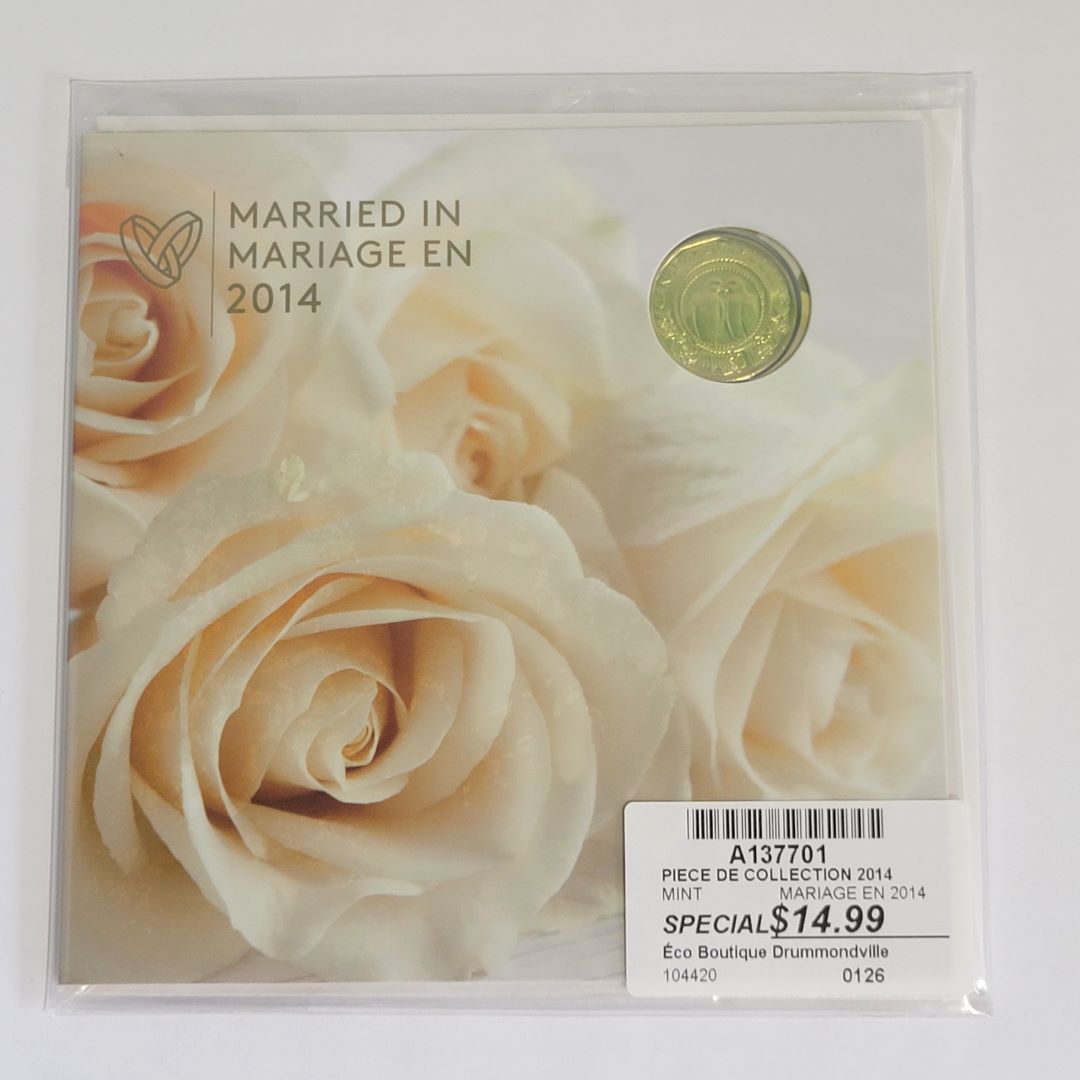 MARRIED IN
MARIAGE EN
2014
A137701
PIECE DE COLLECTION 2014
MINT MARIAGE EN 2014
SPECIAL $14.99
Éco Boutique Drummondville
104420 0126